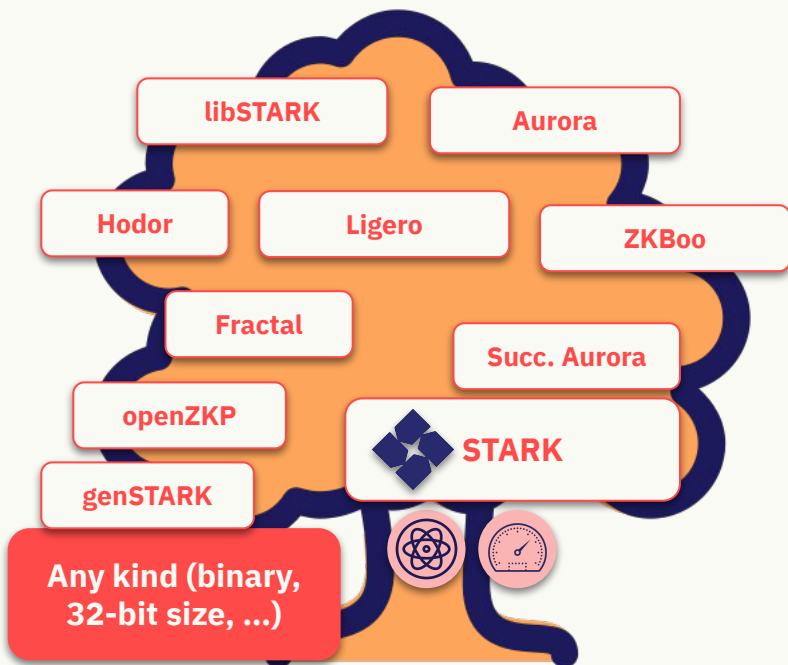 libSTARK
Aurora
Hodor
Ligero
ZKBoo
Fractal
Succ. Aurora
openZKP
STARK
genSTARK
Any kind (binary,
32-bit size, ...)